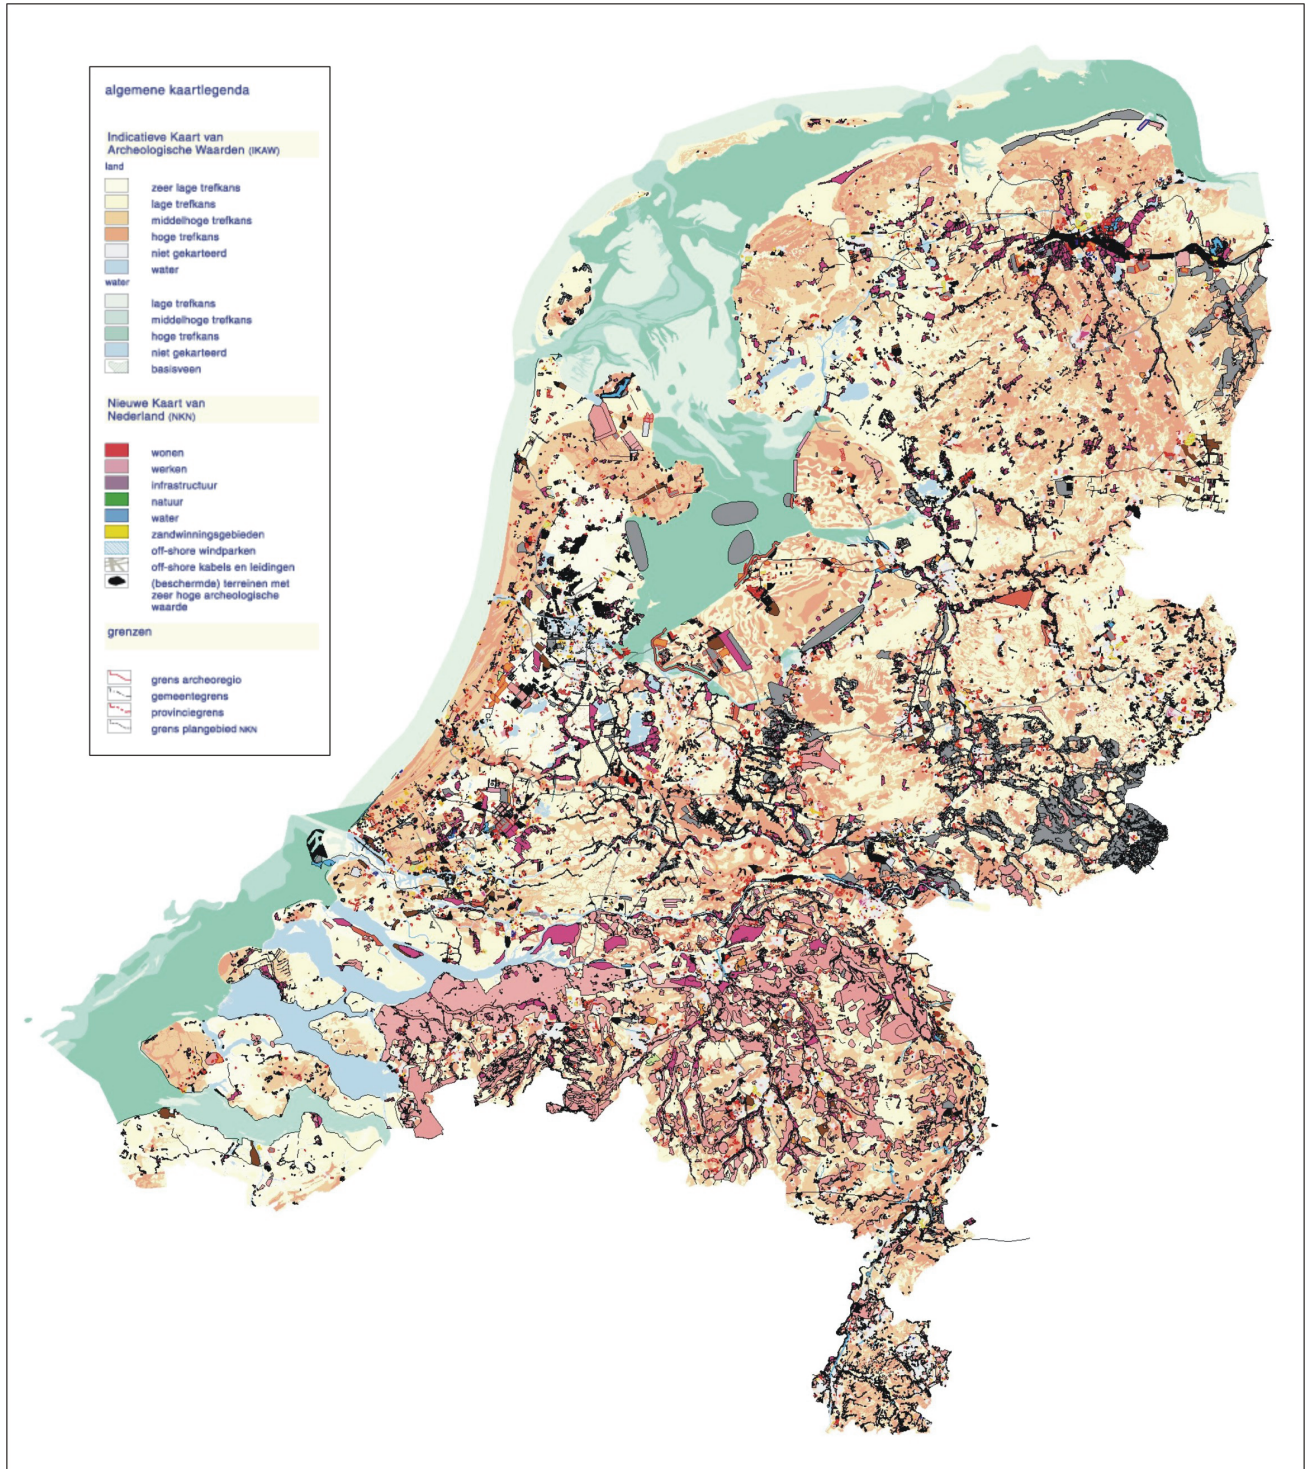 algemene kaartlegenda
Indicatieve Kaart van
Archeologische Waarden (IKAW)
land
zeer lage trefkans
lage trefkans
middelhoge trefkans
hoge trefkans
niet gekarteerd
water
water
lage trefkans
middelhoge trefkans
hoge trefkans
niet gekarteerd
basisveen
Nieuwe Kaart van
Nederland (NKN)
wonen
werken
infrastructuur
natuur
water
zandwinningsgebieden
off-shore windparken
off-shore kabels en leidingen
(beschermde) terreinen met
zeer hoge archeologische
waarde
grenzen
grens archeoregio
gemeentegrens
provinciegrens
grens plangebied NKN